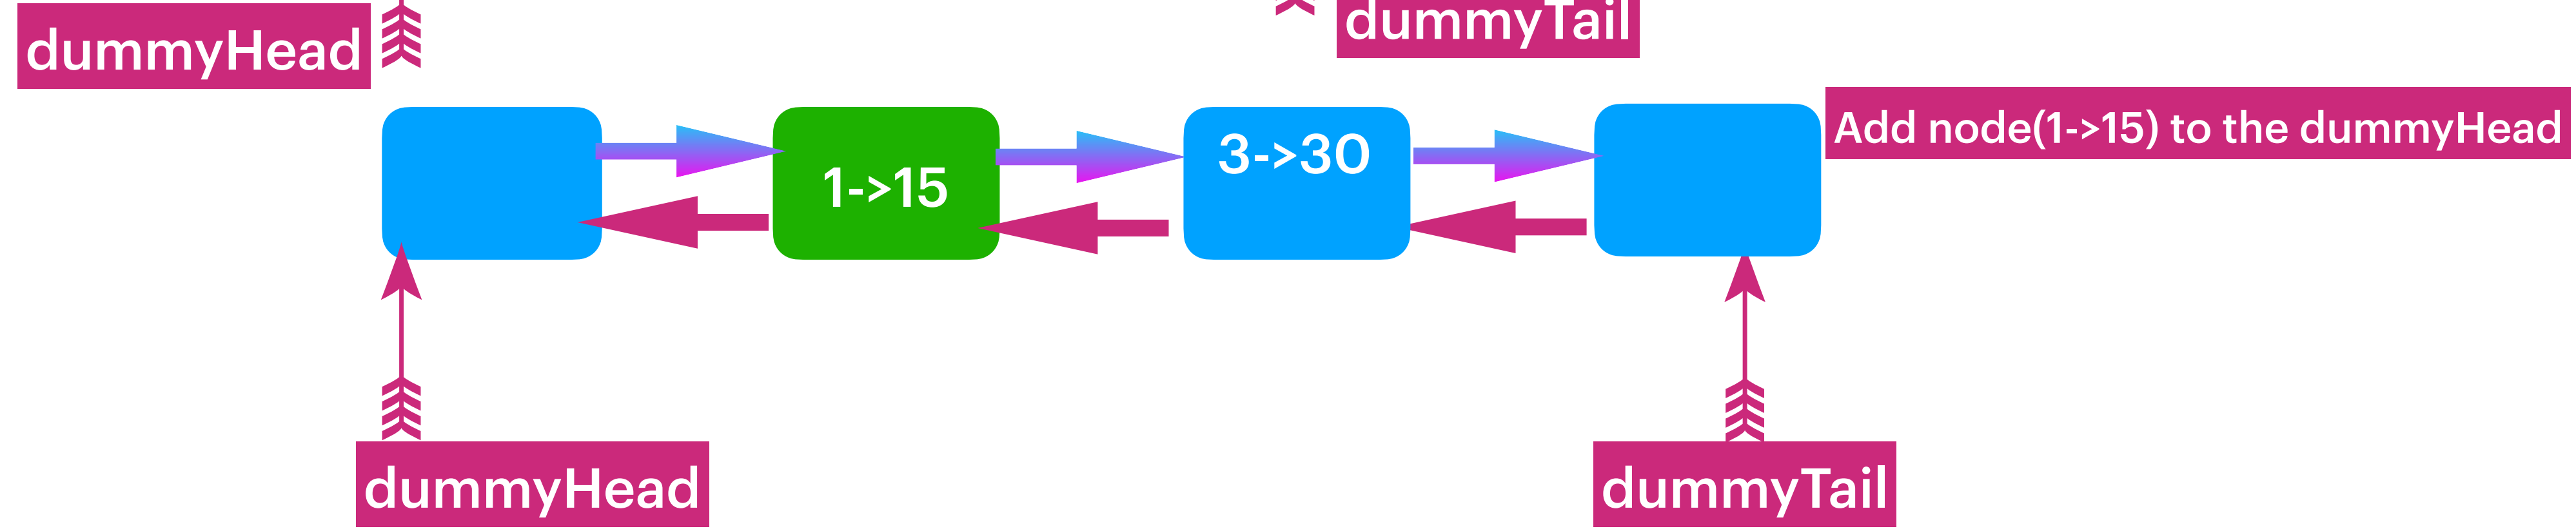 dummyHead
dummyTail
Add node(1->15) to the dummyHead
1->15
3->30
dummyHead
dummyTail